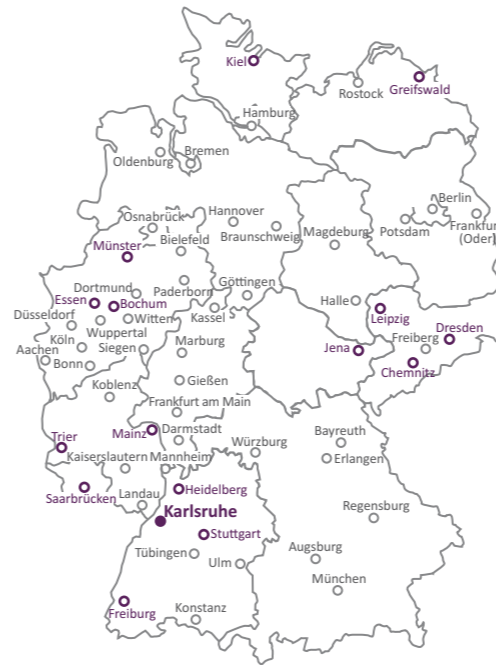 Kiel
Greifswald
Rostock
Hamburg
Oldenburg
Bremen
Berlin
Potsdam
Frankfurt
(Oder)
Osnabrück
Hannover
Braunschweig
Magdeburg
Münster
Bielefeld
Dortmund
Paderborn
Göttingen
Halle
Essen
Bochum
Leipzig
Dresden
Düsseldorf
Witten
Kassel
Wuppertal
Freiberg
Köln
Siegen
Marburg
Jena
Aachen
Bonn
Chemnitz
Koblenz
Gießen
Frankfurt am Main
Trier
Mainz
Darmstadt
Würzburg
Bayreuth
Kaiserslautern
Mannheim
Erlangen
Saarbrücken
Landau
Heidelberg
Karlsruhe
Regensburg
Stuttgart
Tübingen
Ulm
Augsburg
München
Freiburg
Konstanz